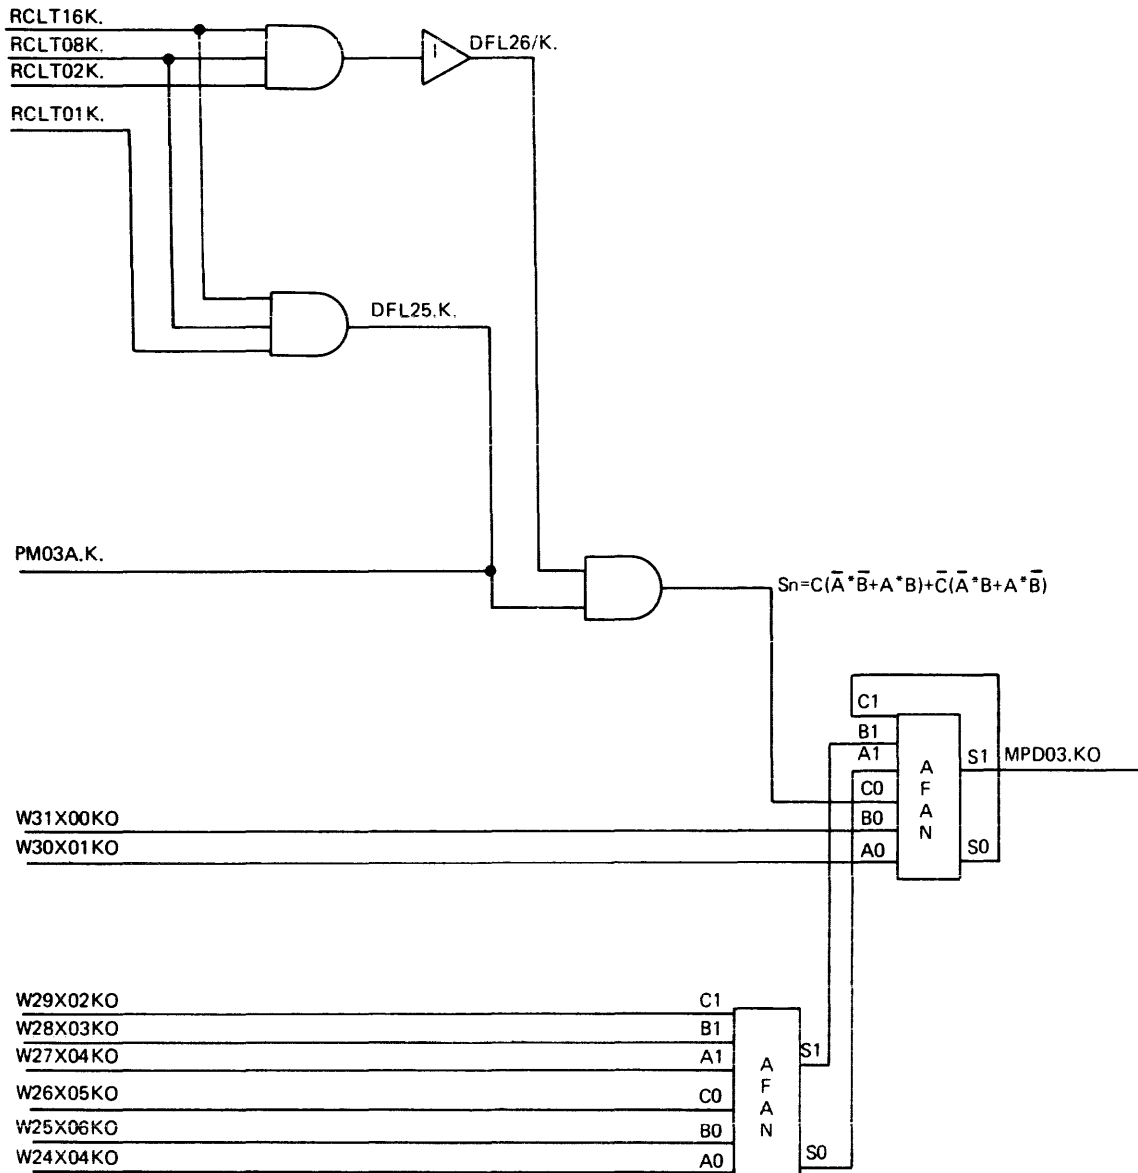 RCLT16K.
RCLT08K.
RCLT02K.
RCLT01K.
I
DFL26/K.
DFL25.K.
PM03A.K.
Sn=C(A̅*B̅+A*B)+C̅(A̅*B+A*B̅)
C1
B1
A1
C0
B0
A0
A
F
A
N
S1
S0
MPD03.KO
W31X00KO
W30X01KO
W29X02KO
W28X03KO
W27X04KO
W26X05KO
W25X06KO
W24X04KO
C1
B1
A1
C0
B0
A0
A
F
A
N
S1
S0